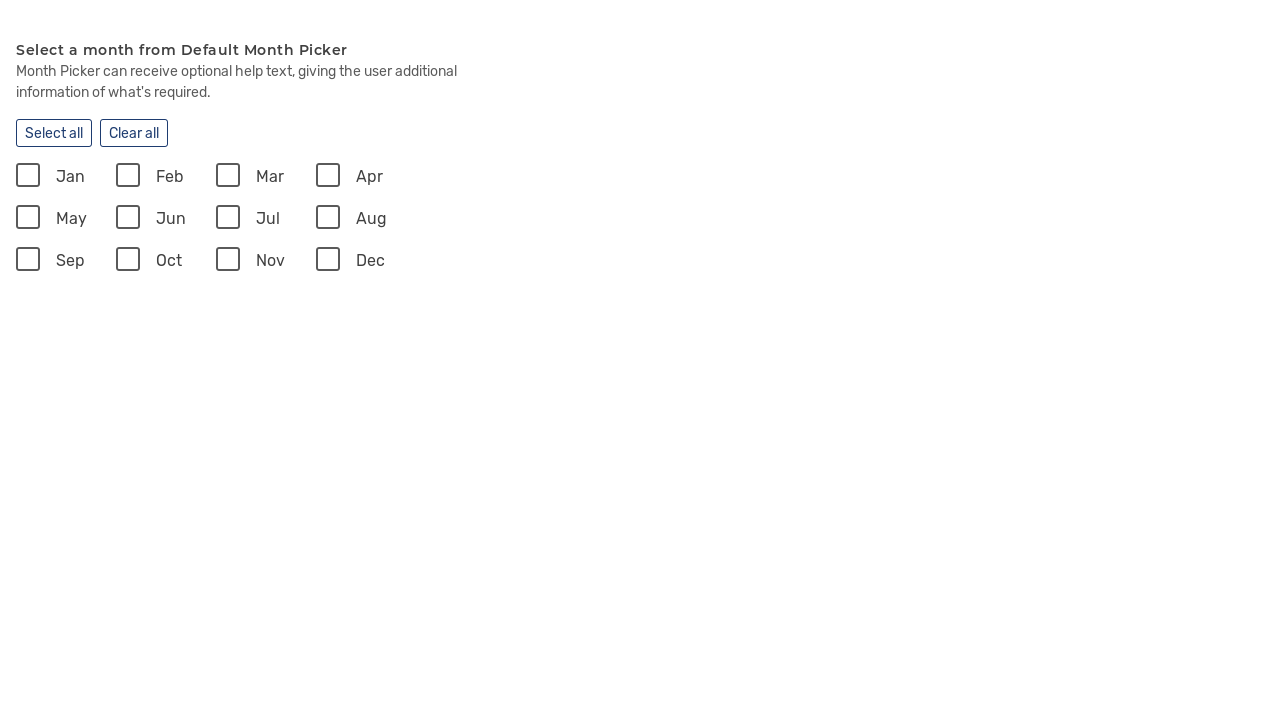 Select a month from Default Month Picker
Month Picker can receive optional help text, giving the user additional
information of what's required.
Select all Clear all
Jan Feb Mar Apr
May Jun Jul Aug
Sep Oct Nov Dec